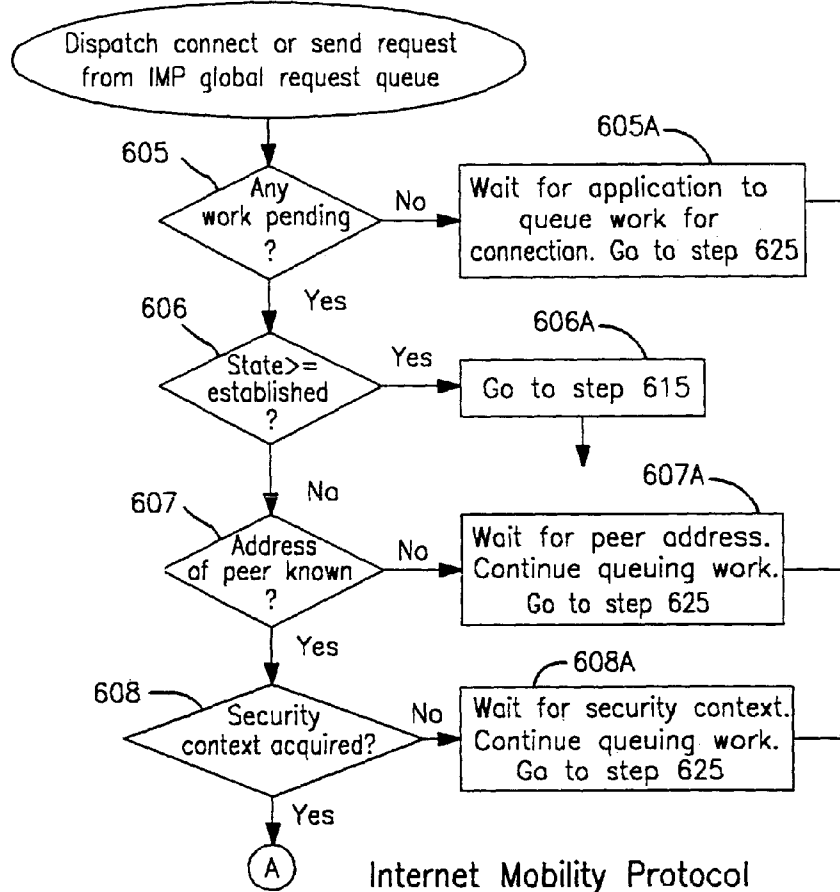 Dispatch connect or send request
from IMP global request queue
605
Any
work pending
?
No
605A
Wait for application to
queue work for
connection. Go to step 625
Yes
606
State>=
established
?
Yes
606A
Go to step 615
No
607
Address
of peer known
?
No
607A
Wait for peer address.
Continue queuing work.
Go to step 625
Yes
608
Security
context acquired?
No
608A
Wait for security context.
Continue queuing work.
Go to step 625
Yes
A
Internet Mobility Protocol